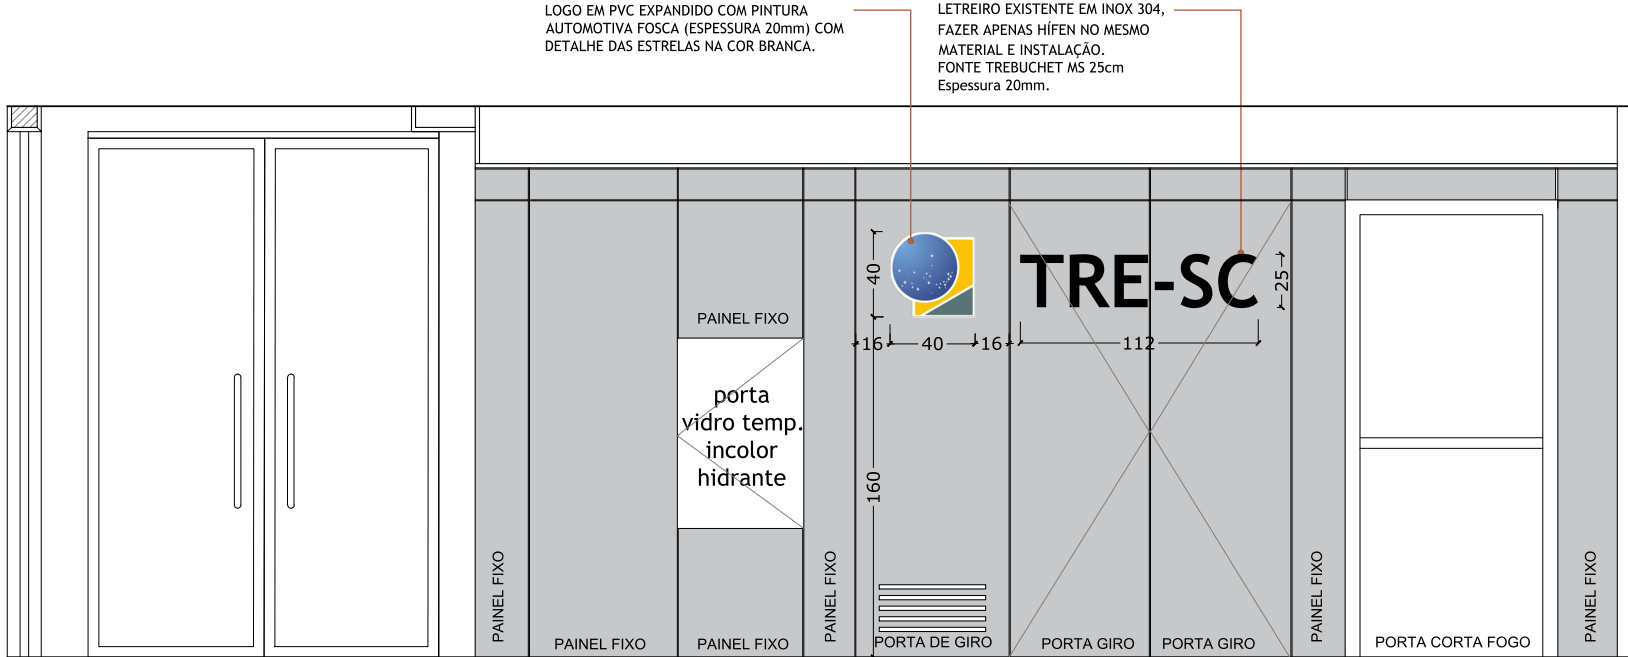 LOGO EM PVC EXPANDIDO COM PINTURA
AUTOMOTIVA FOSCA (ESPESSURA 20mm) COM
DETALHE DAS ESTRELAS NA COR BRANCA.
LETREIRO EXISTENTE EM INOX 304,
FAZER APENAS HÍFEN NO MESMO
MATERIAL E INSTALAÇÃO.
FONTE TREBUCHET MS 25cm
Espessura 20mm.
40
TRE-SC
25
PAINEL FIXO
16
40
16
112
porta
vidro temp.
incolor
hidrante
160
PAINEL FIXO
PAINEL FIXO
PAINEL FIXO
PAINEL FIXO
PORTA DE GIRO
PORTA GIRO
PORTA GIRO
PAINEL FIXO
PORTA CORTA FOGO
PAINEL FIXO